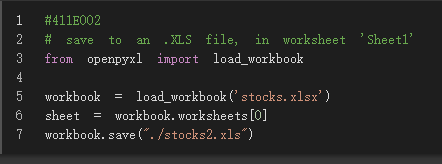 1 #411E002
2 # save to an .XLS file, in worksheet 'Sheet1'
3 from openpyxl import load_workbook
4
5 workbook = load_workbook('stocks.xlsx')
6 sheet = workbook.worksheets[0]
7 workbook.save("./stocks2.xls")